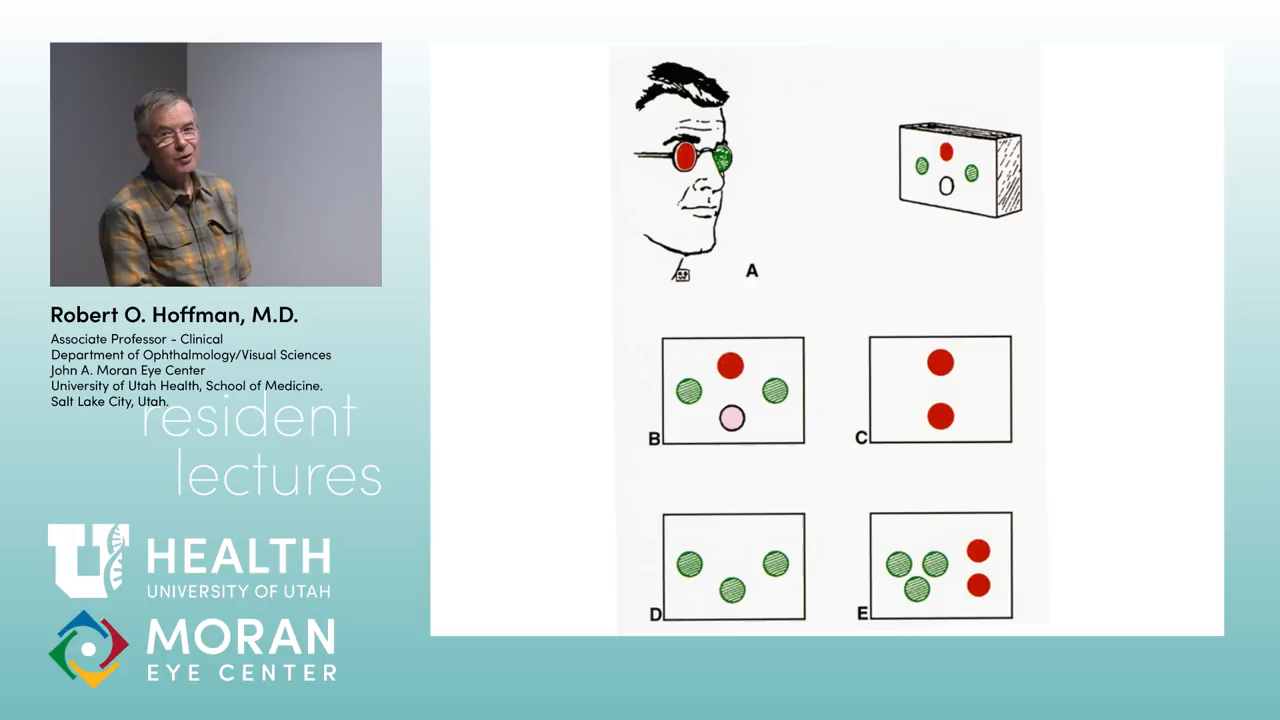 Robert O. Hoffman, M.D.
Associate Professor - Clinical
Department of Ophthalmology/Visual Sciences
John A. Moran Eye Center
University of Utah Health, School of Medicine.
Salt Lake City, Utah.
resident
lectures
U HEALTH
UNIVERSITY OF UTAH
MORAN
EYE CENTER
A
B
C
D
E